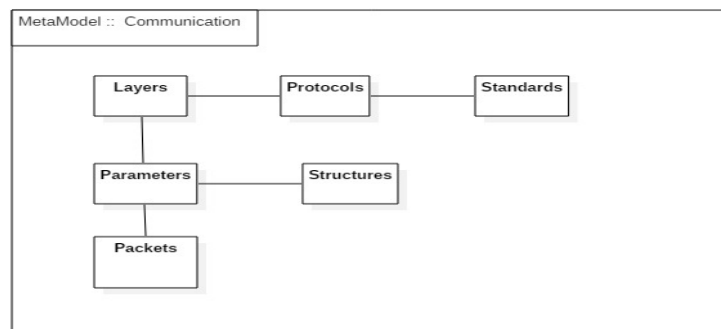 MetaModel :: Communication
Layers
Protocols
Standards
Parameters
Structures
Packets